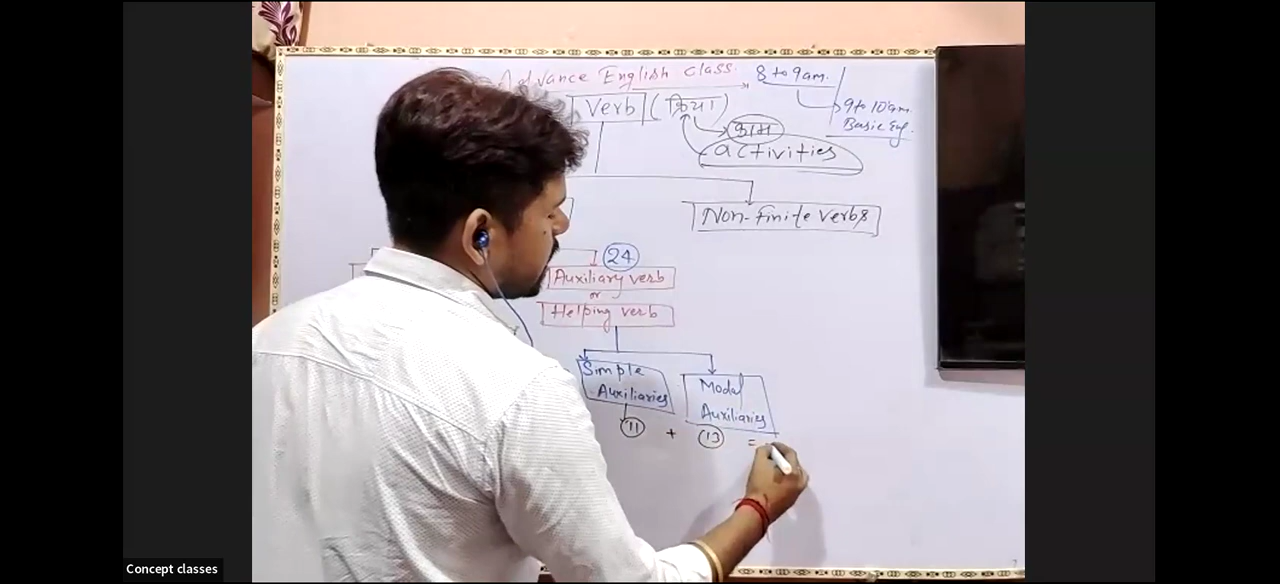 Advance English Class. 8 to 9am.
9 to 10am.
Basic Eng.
Verb (क्रिया)
काम
activities
Non-Finite Verbs
24
Auxiliary verb
or
Helping verb
Simple Auxiliaries
Modal Auxiliaries
11 + 13 =
Concept classes